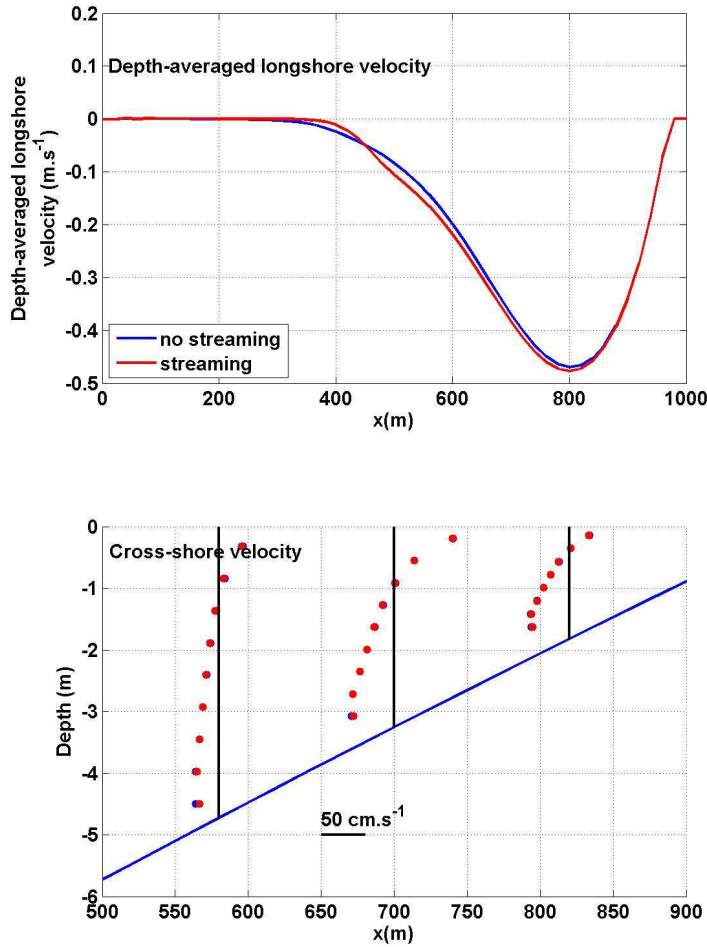 0.2
0.1
Depth-averaged longshore velocity
0
-0.1
-0.2
-0.3
-0.4
-0.5
Depth-averaged longshore
velocity (m.s-1)
no streaming
streaming
0 200 400 600 800 1000
x(m)
0
Cross-shore velocity
-1
-2
-3
-4
-5
-6
Depth (m)
50 cm.s-1
500 550 600 650 700 750 800 850 900
x(m)